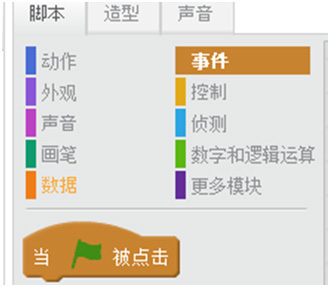 脚本 造型 声音
动作 事件
外观 控制
声音 侦测
画笔 数字和逻辑运算
数据 更多模块
当 被点击